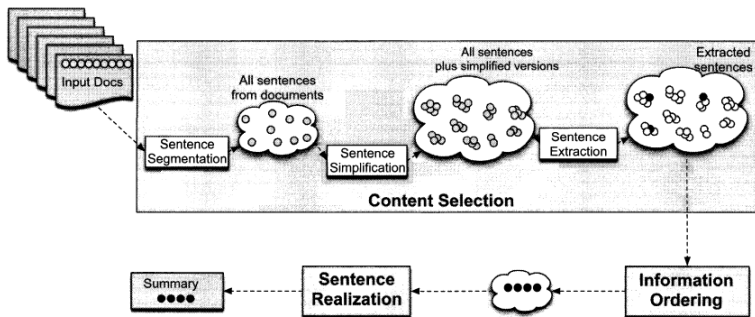 Input Docs
All sentences
from documents
All sentences
plus simplified versions
Extracted
sentences
Sentence
Segmentation
Sentence
Simplification
Sentence
Extraction
Content Selection
Summary
Sentence
Realization
Information
Ordering